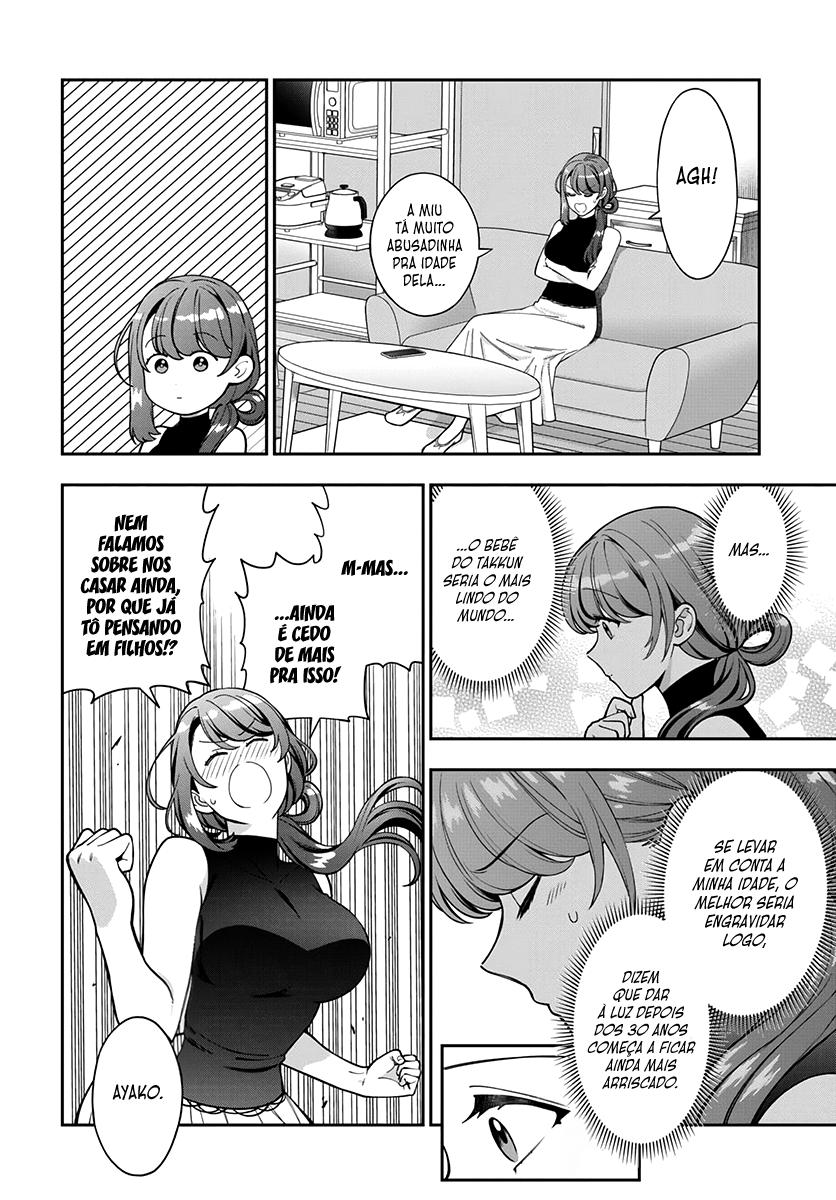 AGH!
A MIU
TÁ MUITO
ABUSADINHA
PRA IDADE
DELA...
MAS...
...O BEBÊ
DO TAKKUN
SERIA O MAIS
LINDO DO
MUNDO...
SE LEVAR
EM CONTA A
MINHA IDADE, O
MELHOR SERIA
ENGRAVIDAR
LOGO,
DIZEM
QUE DAR
À LUZ DEPOIS
DOS 30 ANOS
COMEÇA A FICAR
AINDA MAIS
ARRISCADO.
M-MAS...
...AINDA
É CEDO
DE MAIS
PRA ISSO!
NEM
FALAMOS
SOBRE NOS
CASAR AINDA,
POR QUE JÁ
TÔ PENSANDO
EM FILHOS!?
AYAKO.